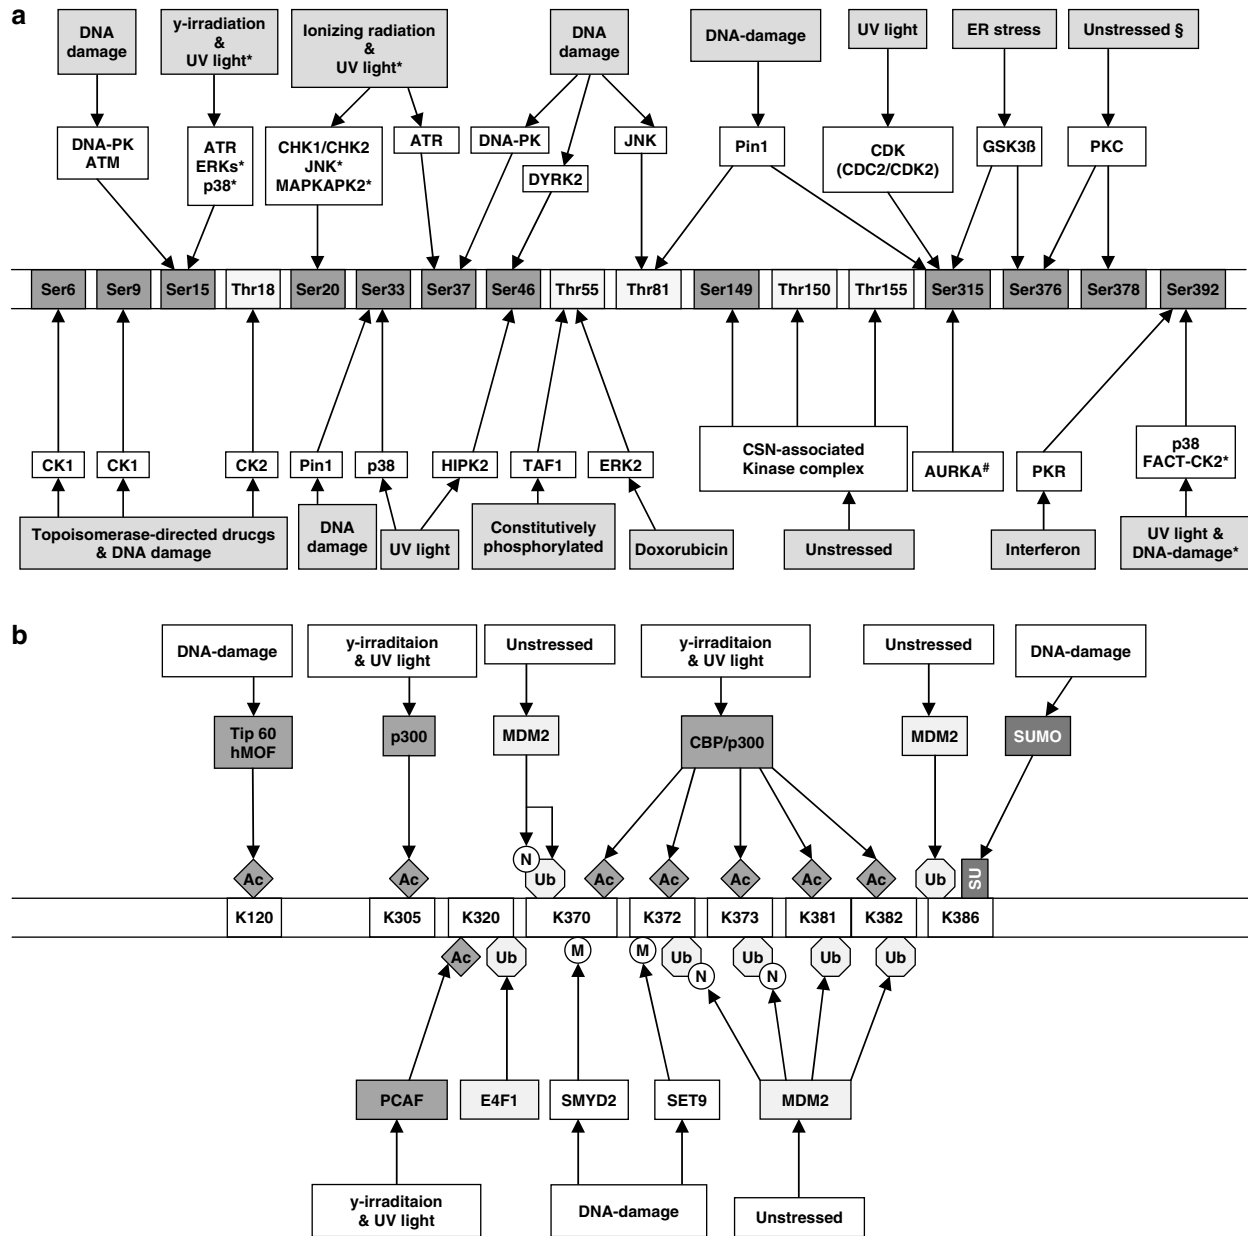 a
DNA
damage
y-irradiation
&
UV light*
Ionizing radiation
&
UV light*
DNA
damage
DNA-damage
UV light
ER stress
Unstressed §
DNA-PK
ATM
ATR
ERKs*
p38*
CHK1/CHK2
JNK*
MAPKAPK2*
ATR
DNA-PK
DYRK2
JNK
Pin1
CDK
(CDC2/CDK2)
GSK3ß
PKC
Ser6
Ser9
Ser15
Thr18
Ser20
Ser33
Ser37
Ser46
Thr55
Thr81
Ser149
Thr150
Thr155
Ser315
Ser376
Ser378
Ser392
CK1
CK1
CK2
Pin1
p38
HIPK2
TAF1
ERK2
CSN-associated
Kinase complex
AURKA#
PKR
p38
FACT-CK2*
Topoisomerase-directed drucgs
& DNA damage
DNA
damage
UV light
Constitutively
phosphorylated
Doxorubicin
Unstressed
Interferon
UV light &
DNA-damage*
b
DNA-damage
y-irraditaion
& UV light
Unstressed
y-irraditaion
& UV light
Unstressed
DNA-damage
Tip 60
hMOF
p300
MDM2
CBP/p300
MDM2
SUMO
Ac
Ac
N
Ub
Ac
Ac
Ac
Ac
Ac
Ub
SU
K120
K305
K320
K370
K372
K373
K381
K382
K386
Ac
Ub
M
M
Ub
N
Ub
N
Ub
Ub
PCAF
E4F1
SMYD2
SET9
MDM2
y-irraditaion
& UV light
DNA-damage
Unstressed